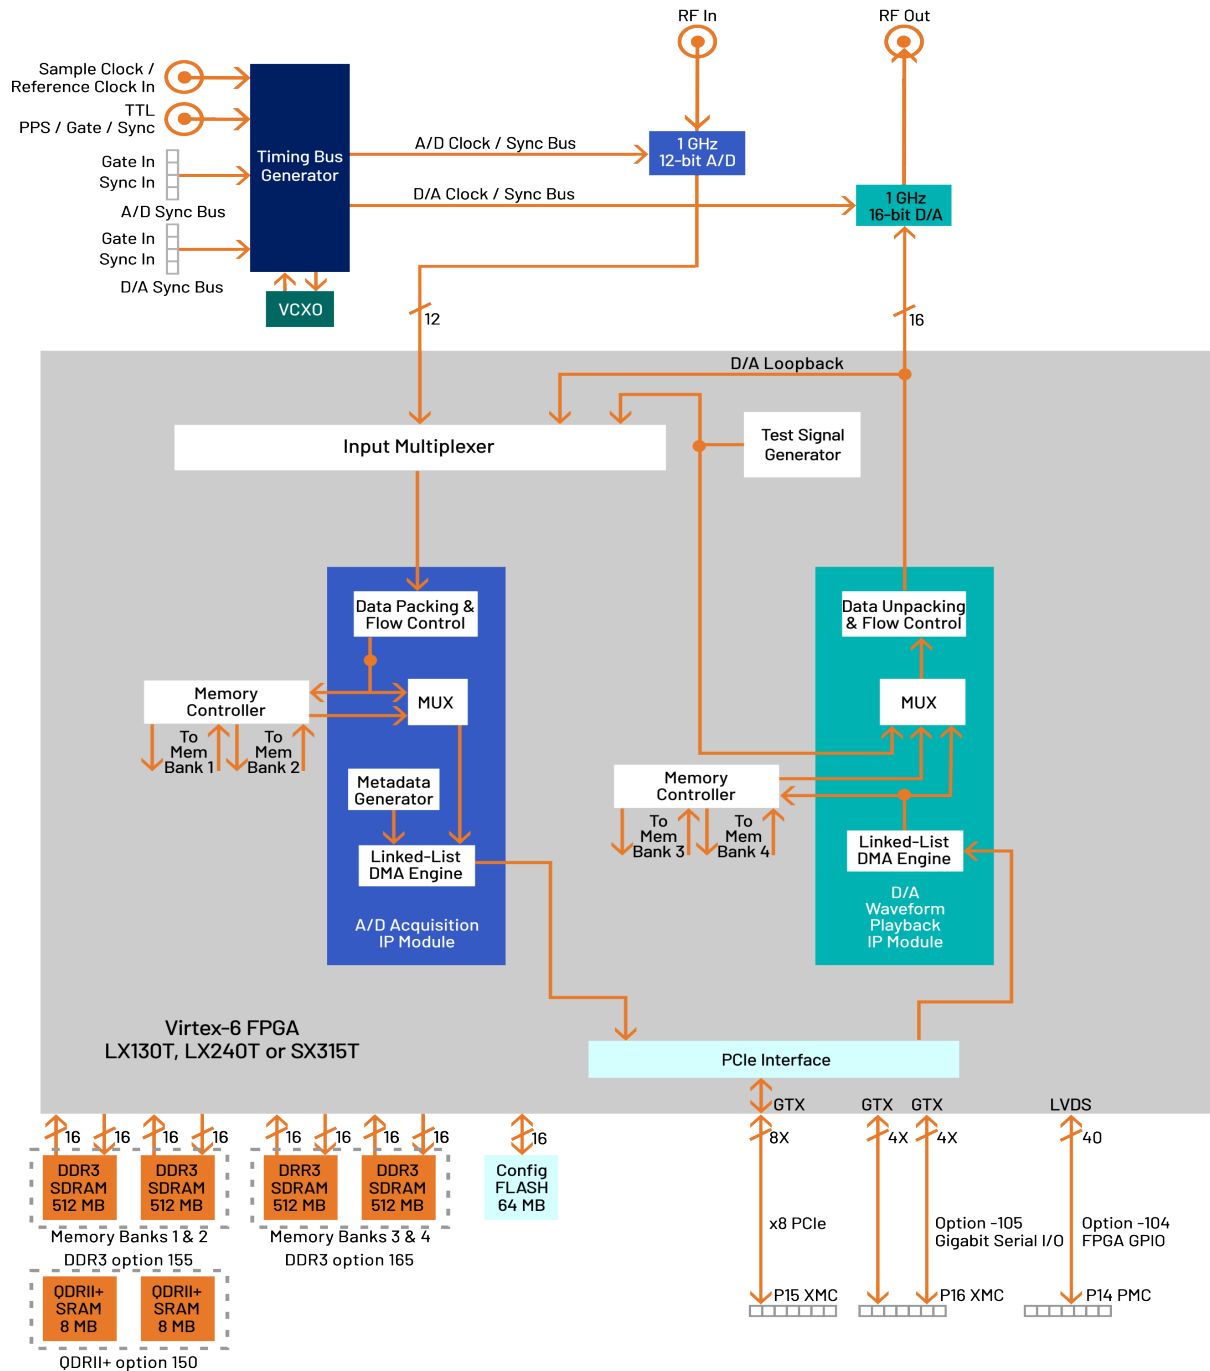 RF In
RF Out
Sample Clock /
Reference Clock In
TTL
PPS / Gate / Sync
Gate In
Sync In
A/D Sync Bus
Gate In
Sync In
D/A Sync Bus
Timing Bus
Generator
VCXO
A/D Clock / Sync Bus
D/A Clock / Sync Bus
1 GHz
12-bit A/D
1 GHz
16-bit D/A
12
16
D/A Loopback
Input Multiplexer
Test Signal
Generator
Data Packing &
Flow Control
Memory
Controller
MUX
To
Mem
Bank 1
To
Mem
Bank 2
Metadata
Generator
Linked-List
DMA Engine
A/D Acquisition
IP Module
Data Unpacking
& Flow Control
MUX
Memory
Controller
To
Mem
Bank 3
To
Mem
Bank 4
Linked-List
DMA Engine
D/A
Waveform
Playback
IP Module
Virtex-6 FPGA
LX130T, LX240T or SX315T
PCIe Interface
GTX
GTX
GTX
LVDS
16
16
16
16
16
16
16
16
16
8X
4X
4X
40
DDR3
SDRAM
512 MB
DDR3
SDRAM
512 MB
DRR3
SDRAM
512 MB
DDR3
SDRAM
512 MB
Config
FLASH
64 MB
Memory Banks 1 & 2
DDR3 option 155
Memory Banks 3 & 4
DDR3 option 165
x8 PCIe
Option -105
Gigabit Serial I/O
Option -104
FPGA GPIO
QDRII+
SRAM
8 MB
QDRII+
SRAM
8 MB
QDRII+ option 150
P15 XMC
P16 XMC
P14 PMC